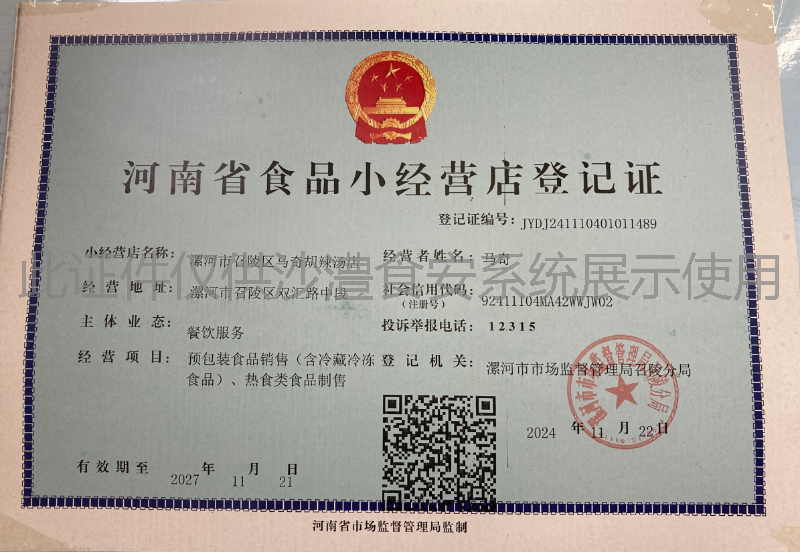 河南省食品小经营店登记证
登记证编号：JYDJ241110401011489
小经营店名称：漯河市召陵区马奇胡辣汤店
经营者姓名：马奇
此证件仅供沙澧食安系统展示使用
经营地址：漯河市召陵区双汇路中段
社会信用代码：92411104MA42WWJW02
（注册号）
主体业态：餐饮服务
投诉举报电话：12315
经营项目：预包装食品销售（含冷藏冷冻
食品）、热食类食品制售
登记机关：漯河市市场监督管理局召陵分局
2024 年 11 月 22 日
有效期至 2027 年 11 月 21 日
河南省市场监督管理局监制